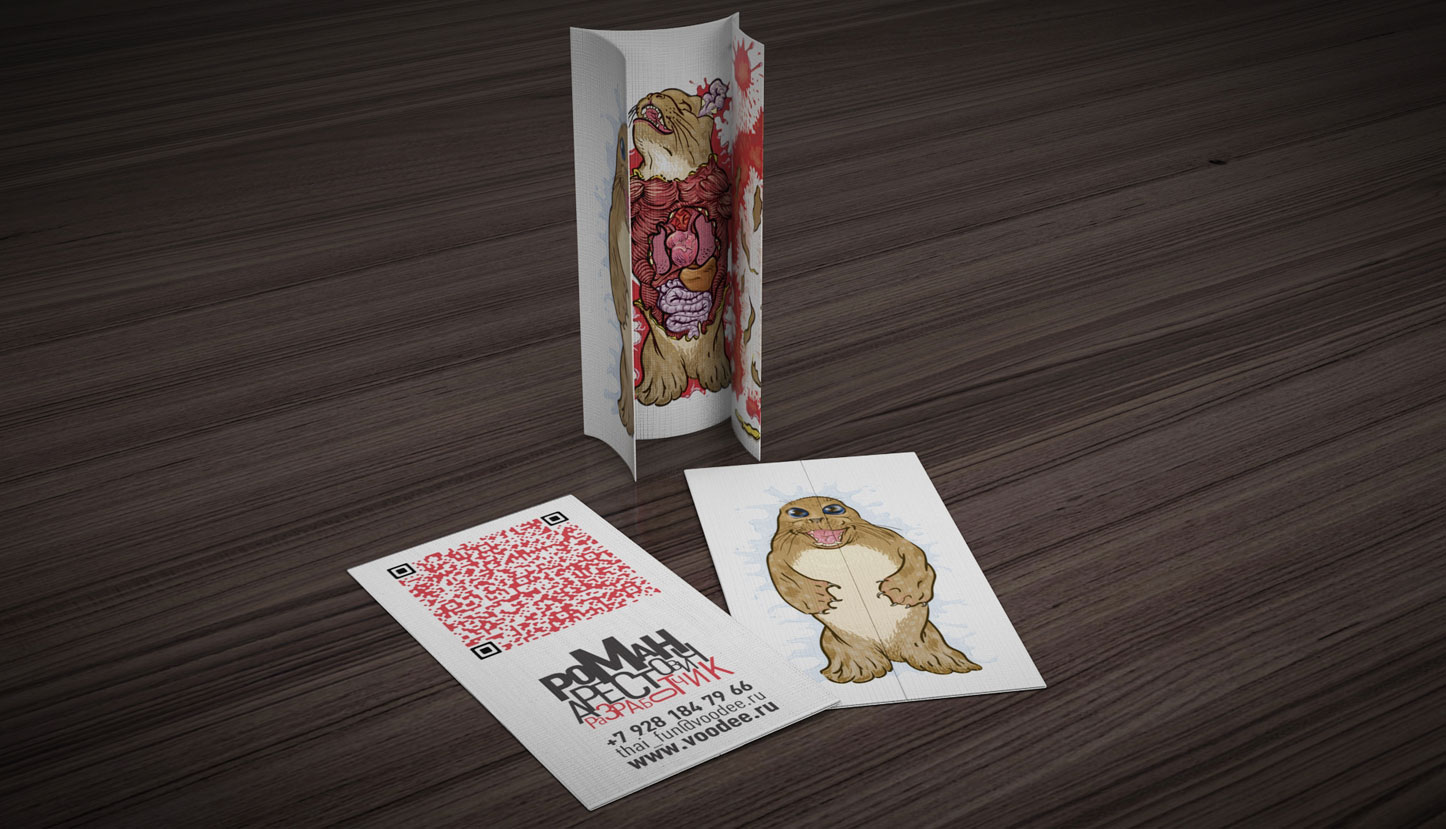 РОМАН
АРЕСТОВИЧ
РАЗРАБОТЧИК
+7 928 184 79 66
thai_fun@voodee.ru
www.voodee.ru